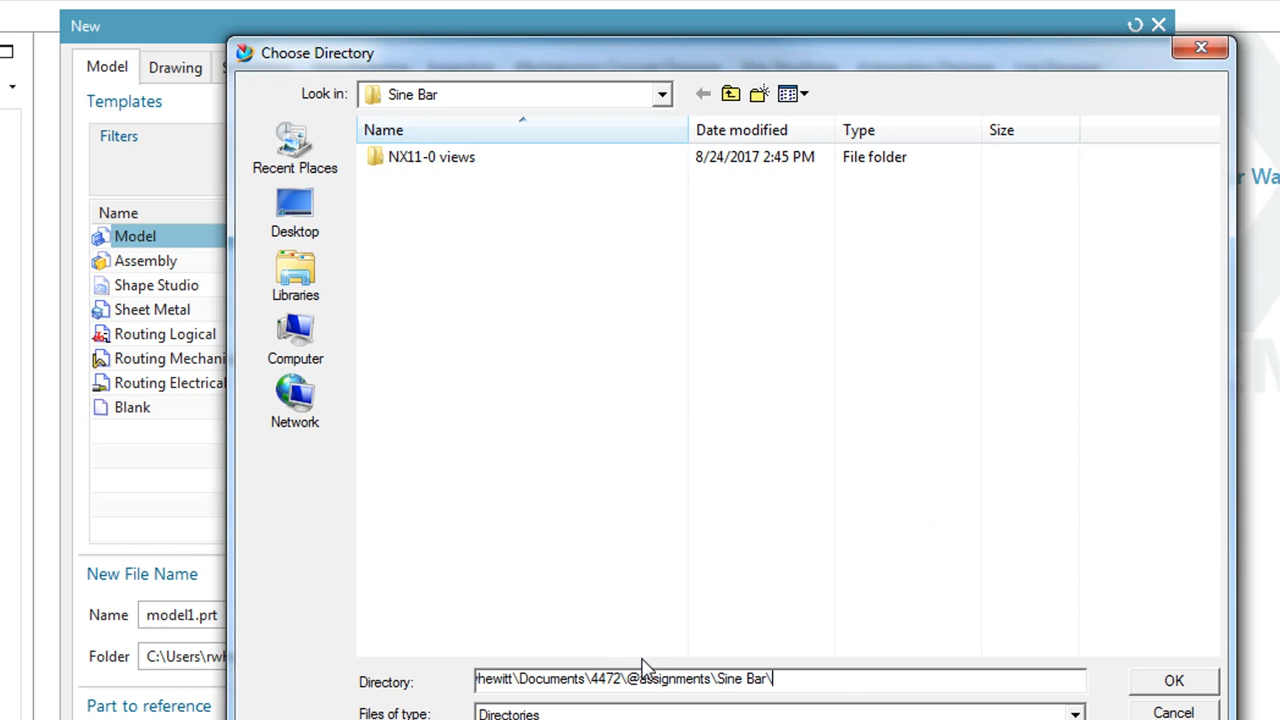 New
Choose Directory
Model
Drawing
Look in:
Sine Bar
Templates
Filters
Name
Date modified
Type
Size
NX11-0 views
8/24/2017 2:45 PM
File folder
Recent Places
Desktop
Libraries
Computer
Network
Name
Model
Assembly
Shape Studio
Sheet Metal
Routing Logical
Routing Mechani
Routing Electrical
Blank
New File Name
Name
model1.prt
Folder
C:\Users\rwh
Part to reference
Directory:
hewitt\Documents\4472\@assignments\Sine Bar\
OK
Files of type:
Directories
Cancel